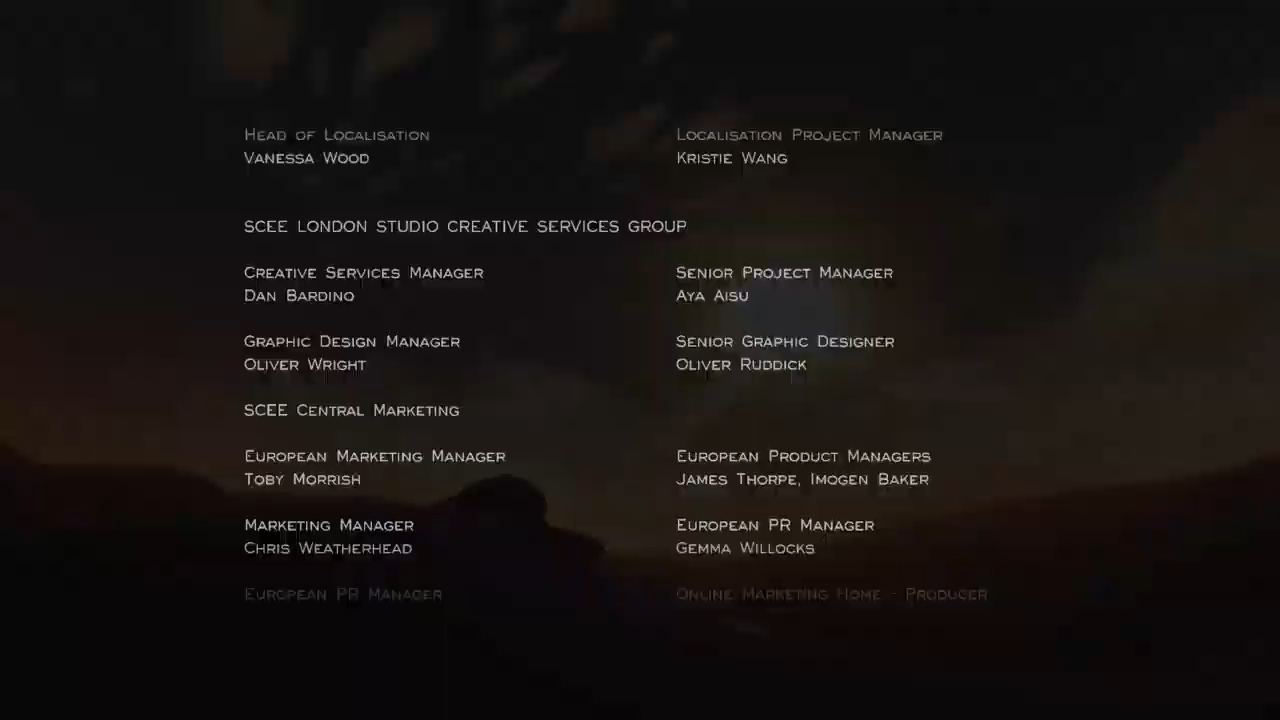 Head of Localisation
Vanessa Wood
Localisation Project Manager
Kristie Wang
SCEE LONDON STUDIO CREATIVE SERVICES GROUP
Creative Services Manager
Dan Bardino
Senior Project Manager
Aya Aisu
Graphic Design Manager
Oliver Wright
Senior Graphic Designer
Oliver Ruddick
SCEE Central Marketing
European Marketing Manager
Toby Morrish
European Product Managers
James Thorpe, Imogen Baker
Marketing Manager
Chris Weatherhead
European PR Manager
Gemma Willocks
European PR Manager
Online Marketing Home - Producer